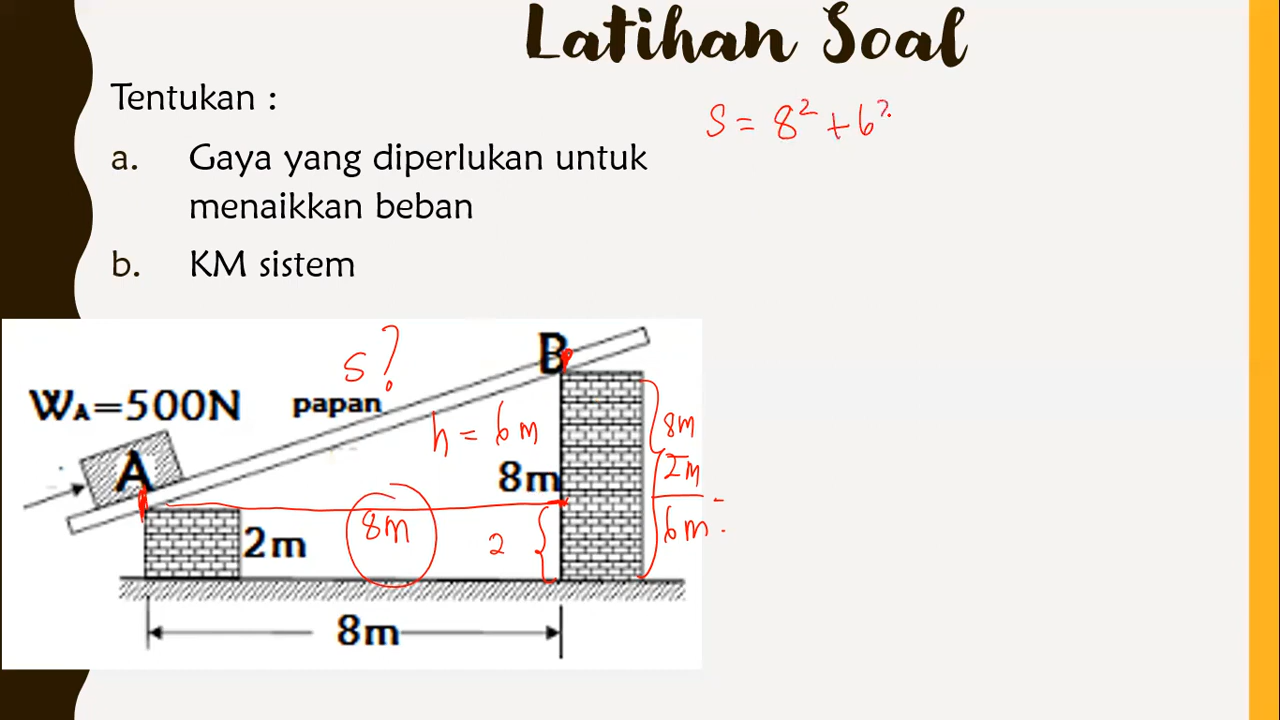 Latihan Soal
Tentukan :
a. Gaya yang diperlukan untuk
menaikkan beban
b. KM sistem
S = 8² + 6²
S ?
B
WA=500N
papan
h = 6m
8m
A
8m
2m
6m
8m
2m
2
8m